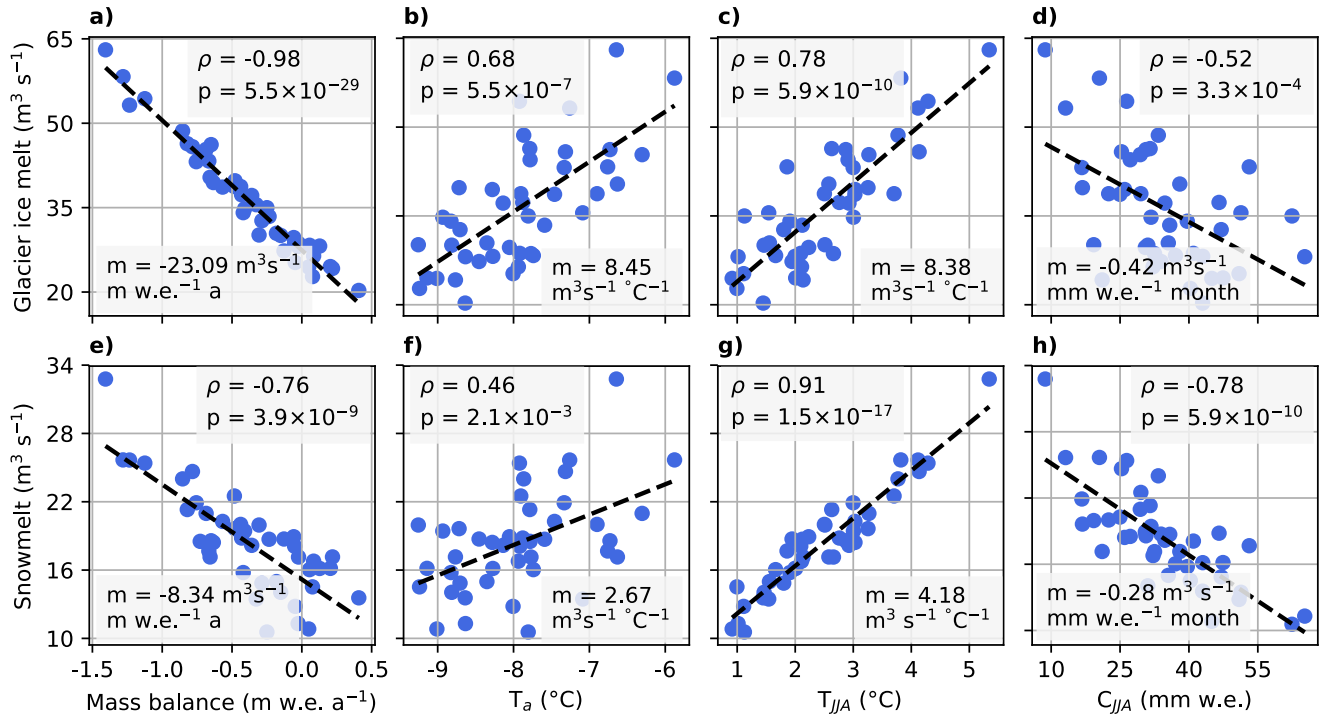 a)
b)
c)
d)
Glacier ice melt (m³ s⁻¹)
65
50
35
20
ρ = -0.98
p = 5.5×10⁻²⁹
m = -23.09 m³s⁻¹
m w.e.⁻¹ a
ρ = 0.68
p = 5.5×10⁻⁷
m = 8.45
m³s⁻¹ °C⁻¹
ρ = 0.78
p = 5.9×10⁻¹⁰
m = 8.38
m³s⁻¹ °C⁻¹
ρ = -0.52
p = 3.3×10⁻⁴
m = -0.42 m³s⁻¹
mm w.e.⁻¹ month
e)
f)
g)
h)
Snowmelt (m³ s⁻¹)
34
28
22
16
10
ρ = -0.76
p = 3.9×10⁻⁹
m = -8.34 m³s⁻¹
m w.e.⁻¹ a
ρ = 0.46
p = 2.1×10⁻³
m = 2.67
m³s⁻¹ °C⁻¹
ρ = 0.91
p = 1.5×10⁻¹⁷
m = 4.18
m³ s⁻¹ °C⁻¹
ρ = -0.78
p = 5.9×10⁻¹⁰
m = -0.28 m³ s⁻¹
mm w.e.⁻¹ month
-1.5 -1.0 -0.5 0.0 0.5
-9 -8 -7 -6
1 2 3 4 5
10 25 40 55
Mass balance (m w.e. a⁻¹)
Tₐ (°C)
T_JJA (°C)
C_JJA (mm w.e.)